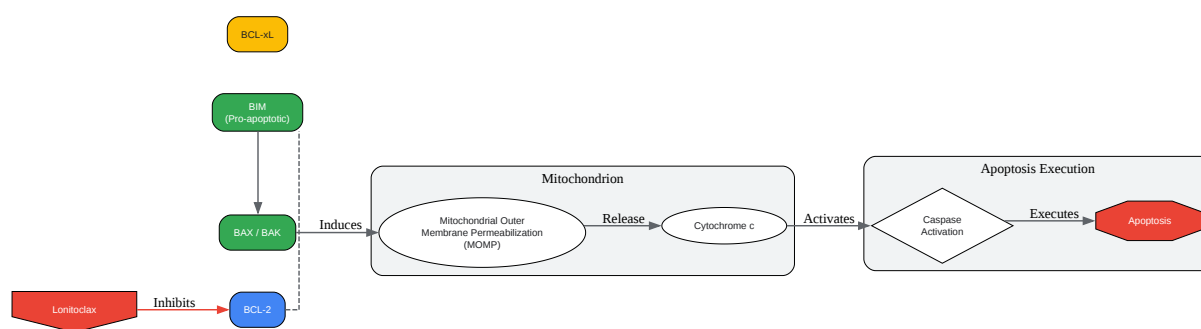 BCL-xL
BIM
(Pro-apoptotic)
Mitochondrion
Apoptosis Execution
BAX / BAK
Induces
Mitochondrial Outer
Membrane Permeabilization
(MOMP)
Release
Cytochrome c
Activates
Caspase
Activation
Executes
Apoptosis
Lonitoclax
Inhibits
BCL-2